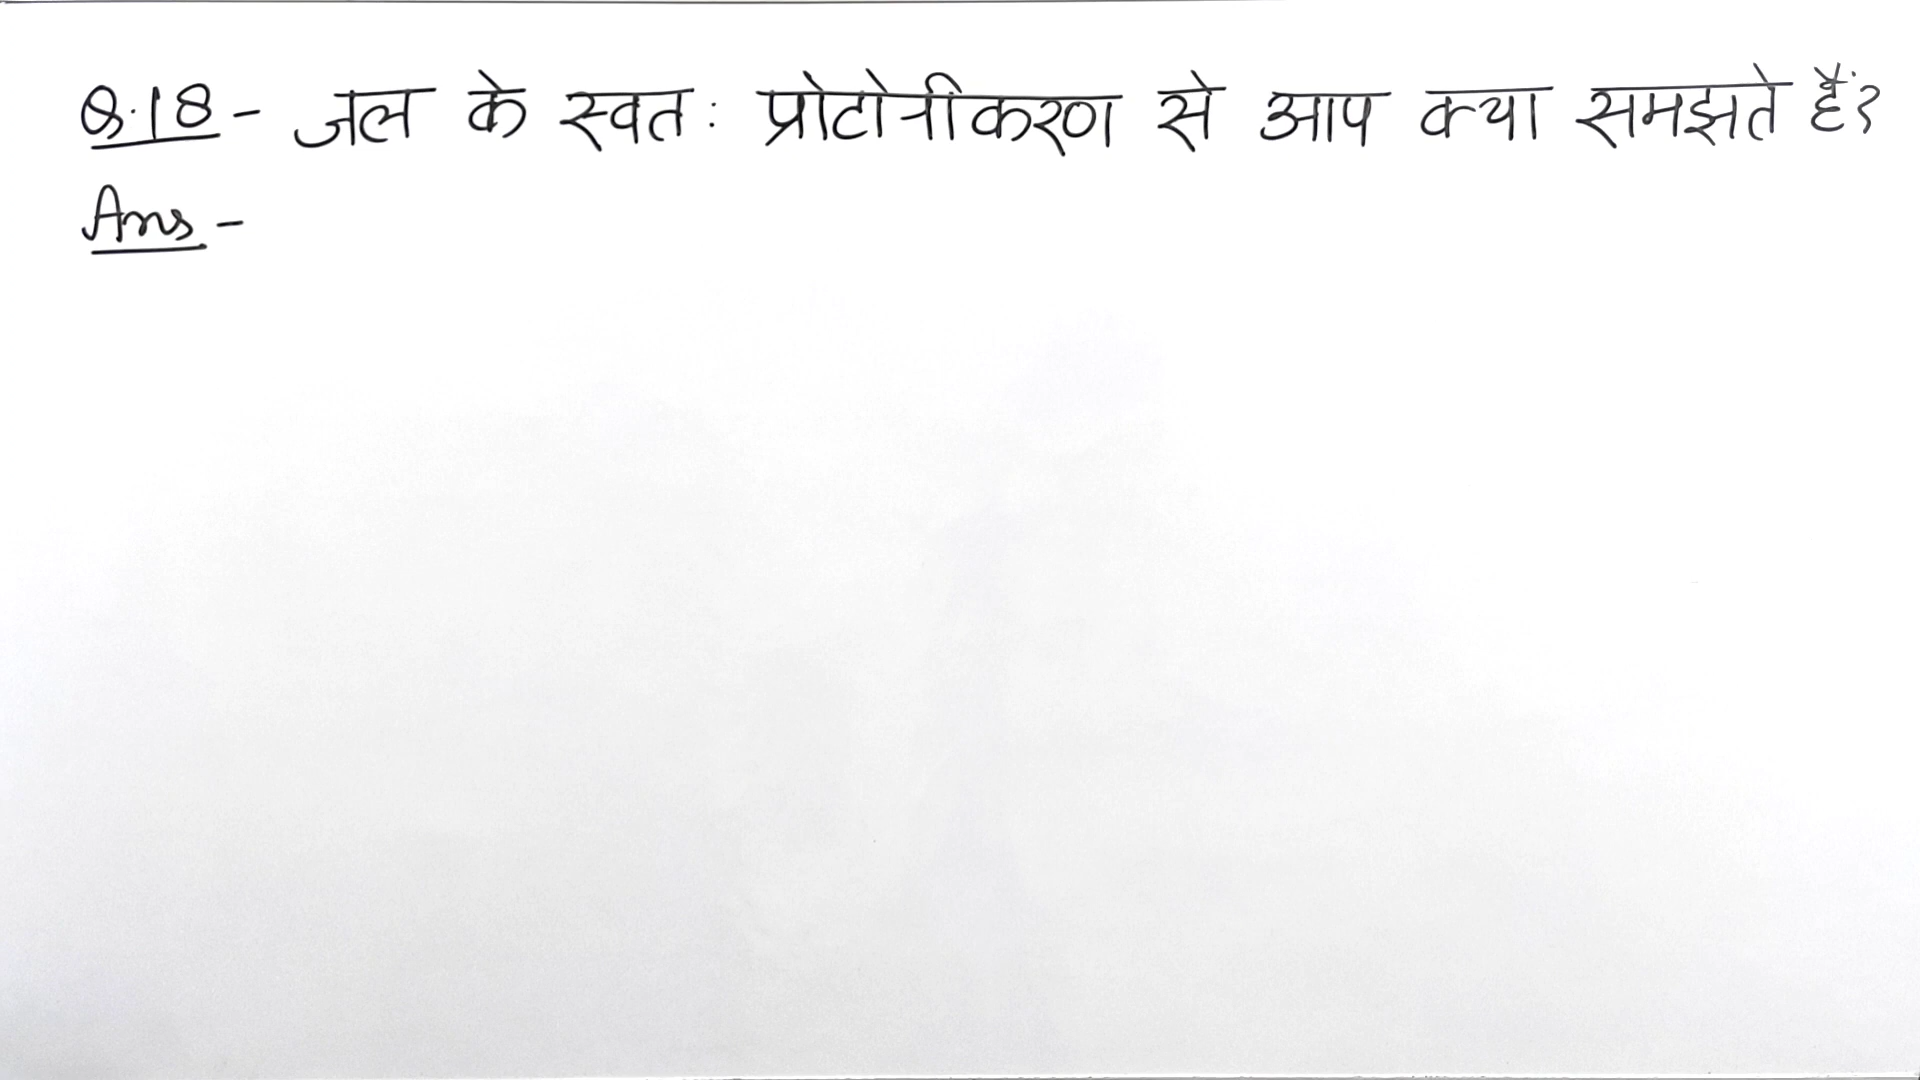 Q.18- जल के स्वतः प्रोटोनीकरण से आप क्या समझते हैं?
Ans-